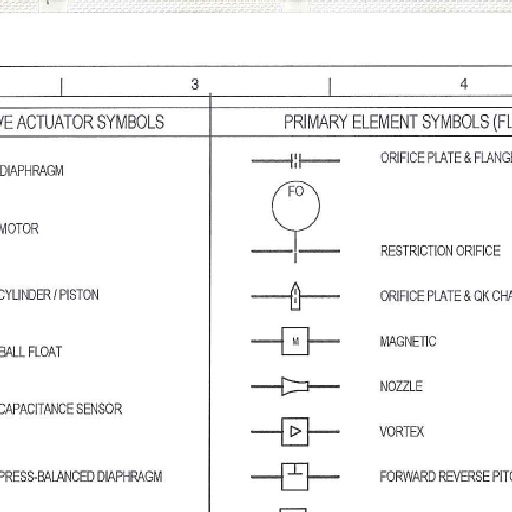 3
4
VE ACTUATOR SYMBOLS
PRIMARY ELEMENT SYMBOLS (FL
DIAPHRAGM
MOTOR
CYLINDER / PISTON
BALL FLOAT
CAPACITANCE SENSOR
PRESS-BALANCED DIAPHRAGM
ORIFICE PLATE & FLANG
FO
RESTRICTION ORIFICE
ORIFICE PLATE & QK CHA
M
MAGNETIC
NOZZLE
VORTEX
FORWARD REVERSE PITO